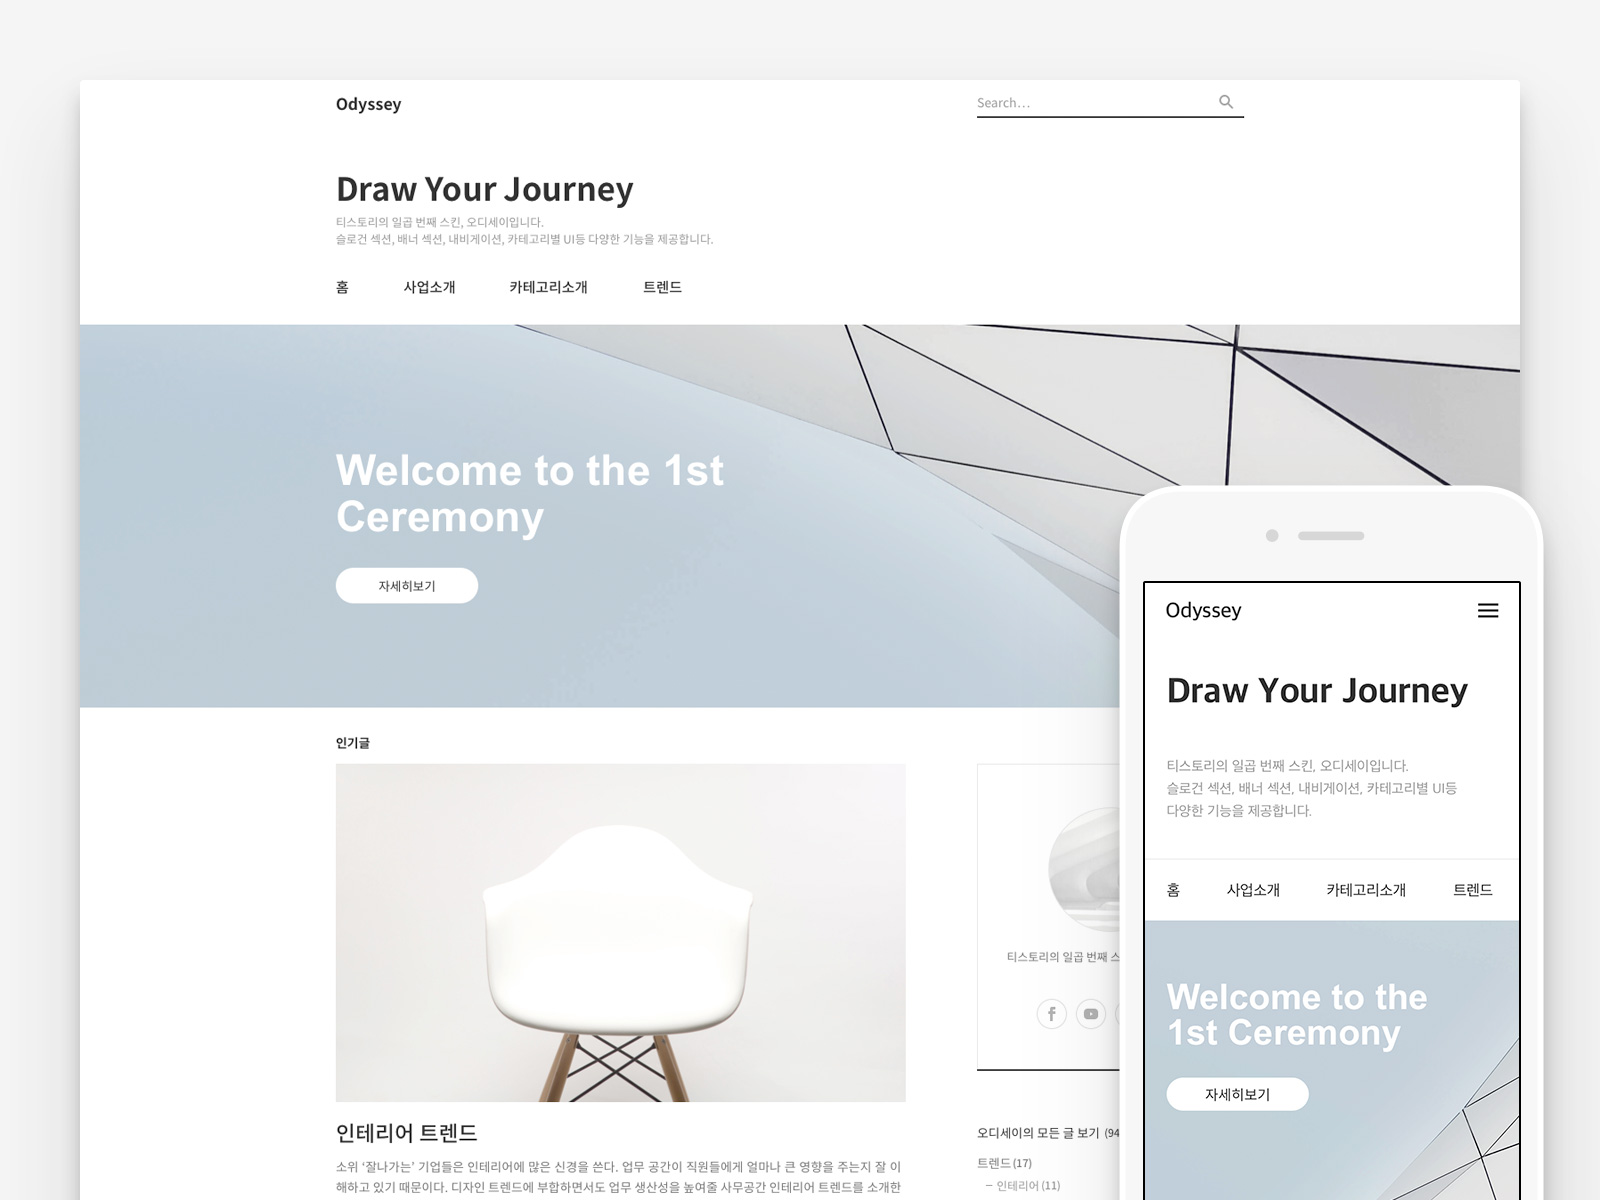 Odyssey
Search...
Draw Your Journey
티스토리의 일곱 번째 스킨, 오디세이입니다.
슬로건 섹션, 배너 섹션, 내비게이션, 카테고리별 UI등 다양한 기능을 제공합니다.
홈 사업소개 카테고리소개 트렌드
Welcome to the 1st
Ceremony
자세히보기
인기글
인테리어 트렌드
소위 ‘잘나가는’ 기업들은 인테리어에 많은 신경을 쓴다. 업무 공간이 직원들에게 얼마나 큰 영향을 주는지 잘 이
해하고 있기 때문이다. 디자인 트렌드에 부합하면서도 업무 생산성을 높여줄 사무공간 인테리어 트렌드를 소개한
티스토리의 일곱 번째
오디세이의 모든 글 보기 (94
트렌드 (17)
– 인테리어 (11)
Odyssey
Draw Your Journey
티스토리의 일곱 번째 스킨, 오디세이입니다.
슬로건 섹션, 배너 섹션, 내비게이션, 카테고리별 UI등
다양한 기능을 제공합니다.
홈 사업소개 카테고리소개 트렌드
Welcome to the
1st Ceremony
자세히보기